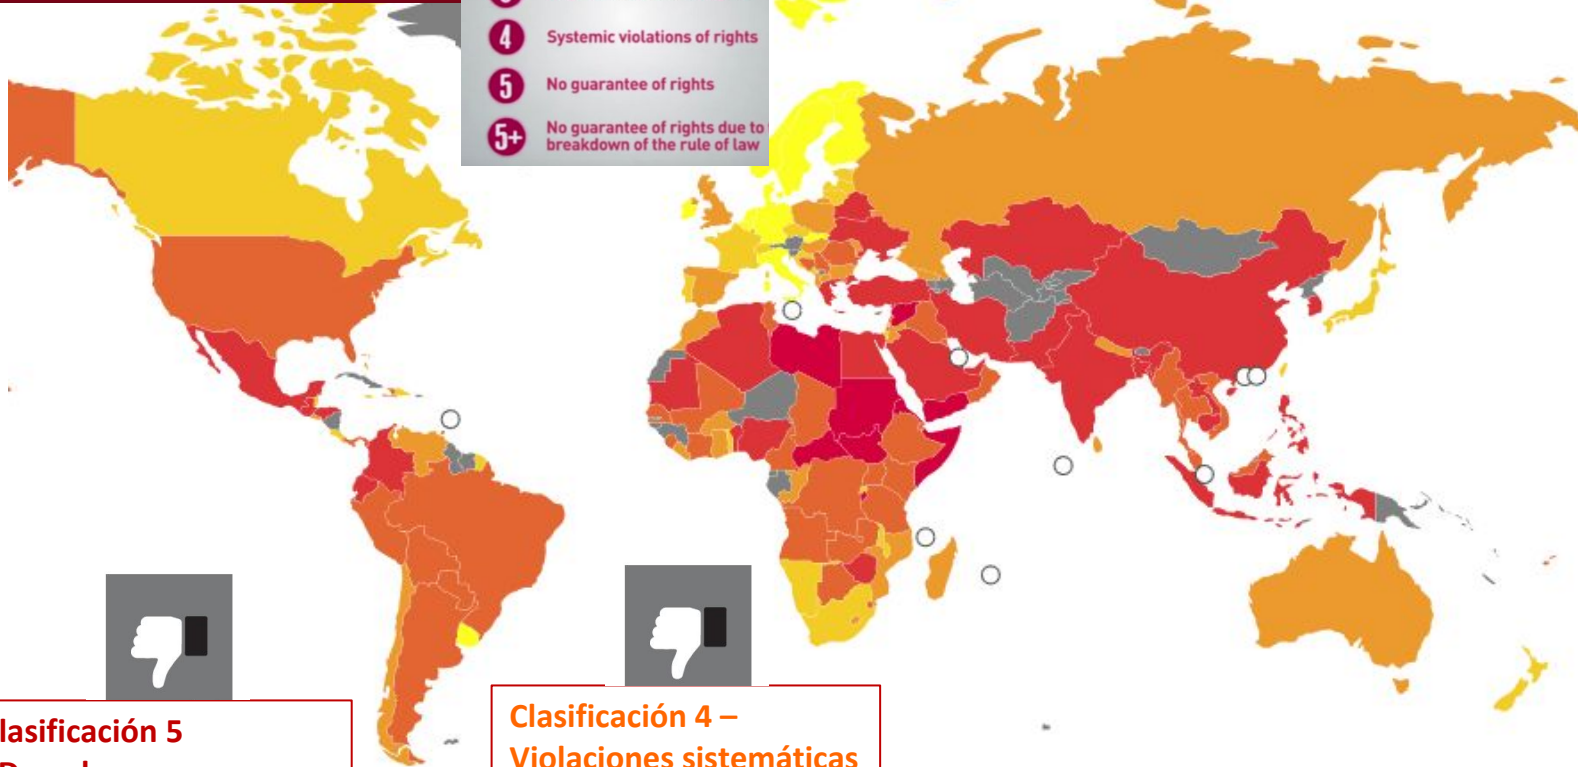 4 Systemic violations of rights
5 No guarantee of rights
5+ No guarantee of rights due to
breakdown of the rule of law
lasificación 5
Clasificación 4 –
Violaciones sistemáticas